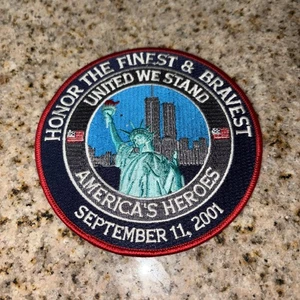 HONOR THE FINEST & BRAVEST
UNITED WE STAND
AMERICA'S HEROES
SEPTEMBER 11, 2001